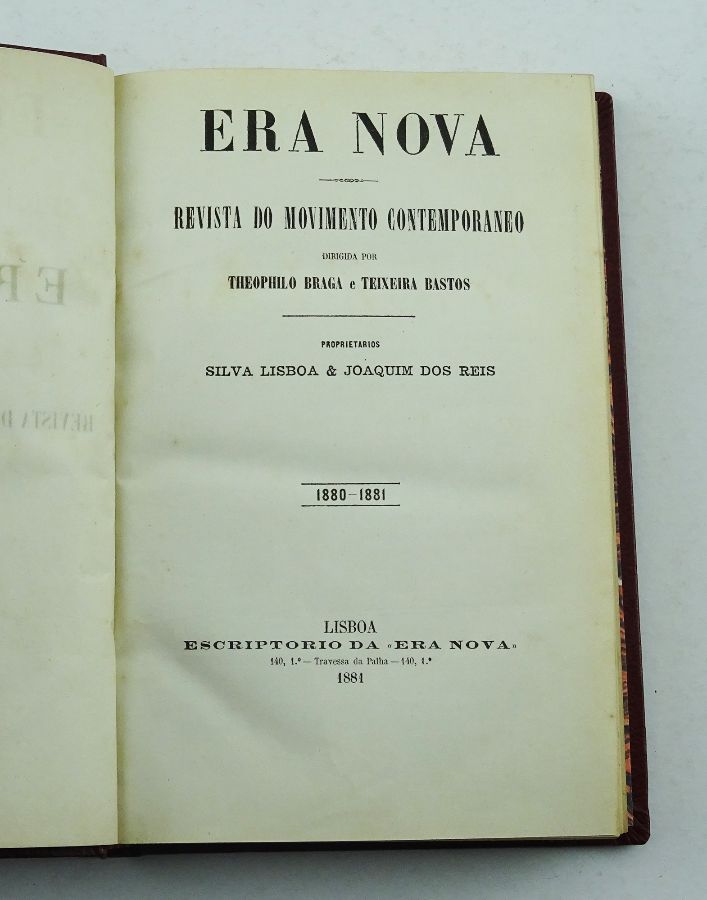 ERA NOVA
REVISTA DO MOVIMENTO CONTEMPORANEO
DIRIGIDA POR
THEOPHILO BRAGA e TEIXEIRA BASTOS
PROPRIETARIOS
SILVA LISBOA & JOAQUIM DOS REIS
1880-1881
LISBOA
ESCRIPTORIO DA «ERA NOVA»
140, 1.º — Travessa da Palha — 140, 1.º
1881